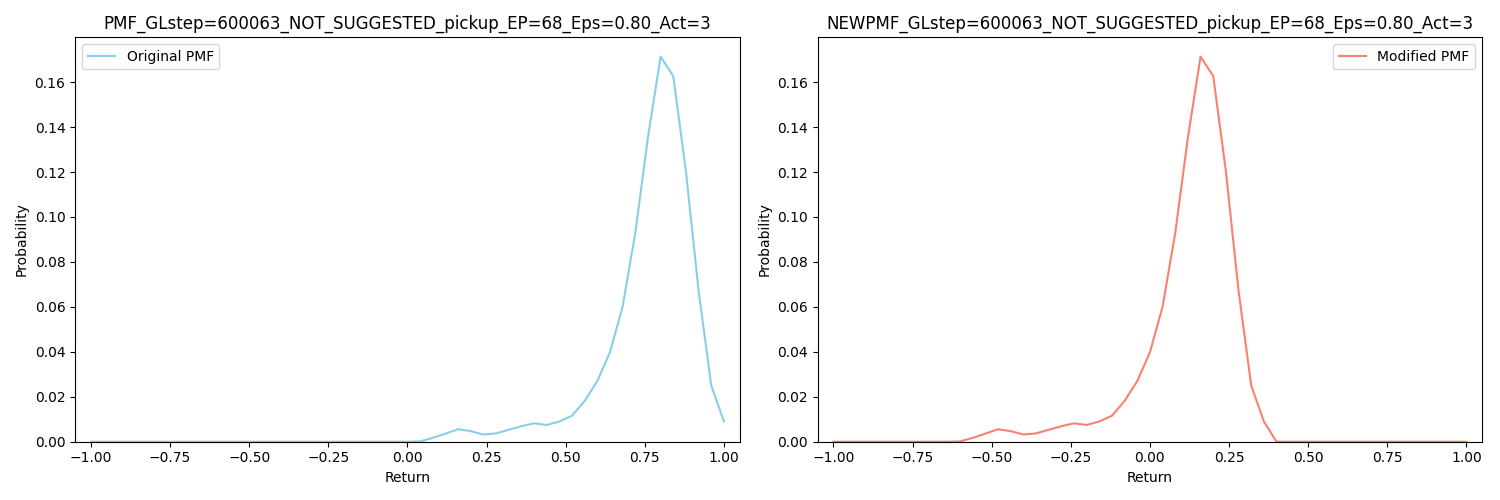 PMF_GLstep=600063_NOT_SUGGESTED_pickup_EP=68_Eps=0.80_Act=3
Original PMF
0.16
0.14
0.12
0.10
0.08
0.06
0.04
0.02
0.00
Probability
−1.00 −0.75 −0.50 −0.25 0.00 0.25 0.50 0.75 1.00
Return
NEWPMF_GLstep=600063_NOT_SUGGESTED_pickup_EP=68_Eps=0.80_Act=3
Modified PMF
0.16
0.14
0.12
0.10
0.08
0.06
0.04
0.02
0.00
Probability
−1.00 −0.75 −0.50 −0.25 0.00 0.25 0.50 0.75 1.00
Return